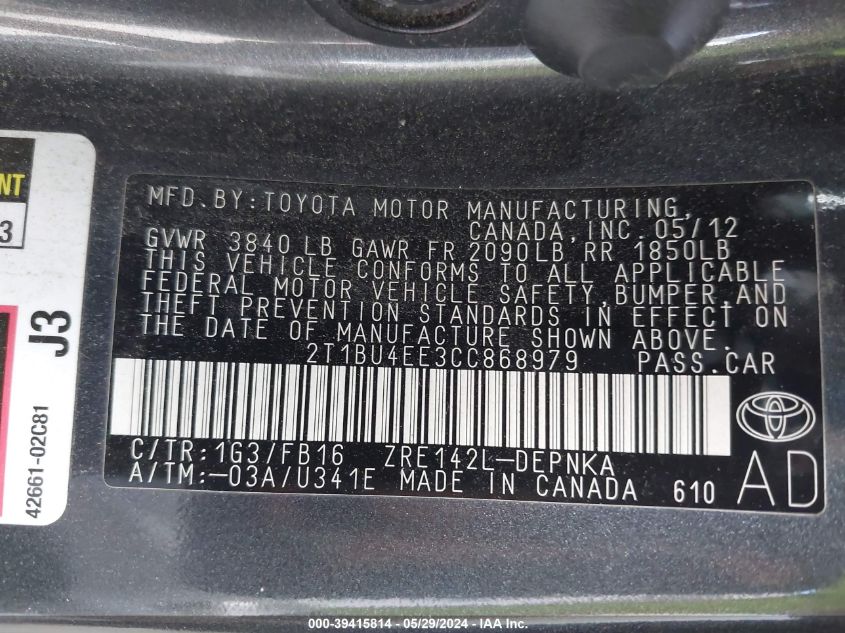 NT
3
J3
42661-02C81
MFD.BY:TOYOTA MOTOR MANUFACTURING,
CANADA,INC.05/12
GVWR 3840 LB GAWR FR 2090LB RR 1850LB
THIS VEHICLE CONFORMS TO ALL APPLICABLE
FEDERAL MOTOR VEHICLE SAFETY,BUMPER,AND
THEFT PREVENTION STANDARDS IN EFFECT ON
THE DATE OF MANUFACTURE SHOWN ABOVE.
2T1BU4EE3CC868979 PASS.CAR
C/TR:1G3/FB16 ZRE142L-DEPNKA
A/TM:-03A/U341E MADE IN CANADA 610
AD
000-39415814 - 05/29/2024 - IAA Inc.